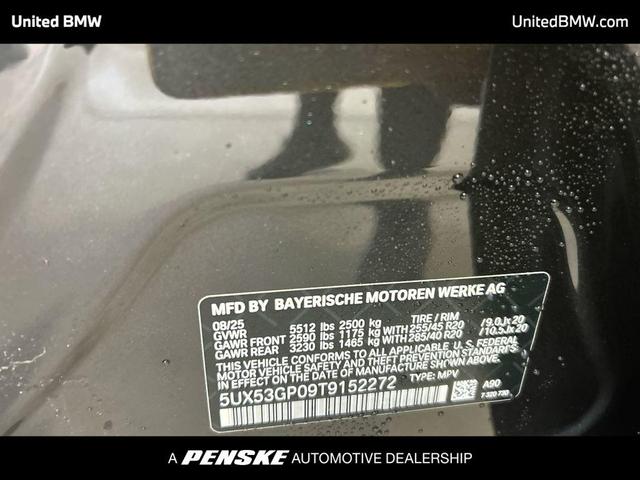 United BMW
UnitedBMW.com
MFD BY BAYERISCHE MOTOREN WERKE AG
08/25 TIRE / RIM
GVWR 5512 lbs 2500 kg
GAWR FRONT 2590 lbs 1175 kg WITH 255/45 R20 /9.0Jx20
GAWR REAR 3230 lbs 1465 kg WITH 285/40 R20 /10.5Jx20
THIS VEHICLE CONFORMS TO ALL APPLICABLE U.S. FEDERAL
MOTOR VEHICLE SAFETY AND THEFT PREVENTION STANDARDS
IN EFFECT ON THE DATE OF MANUFACTURE SHOWN ABOVE.
5UX53GP09T9152272 TYPE: MPV
A90
7 320 730
A PENSKE AUTOMOTIVE DEALERSHIP